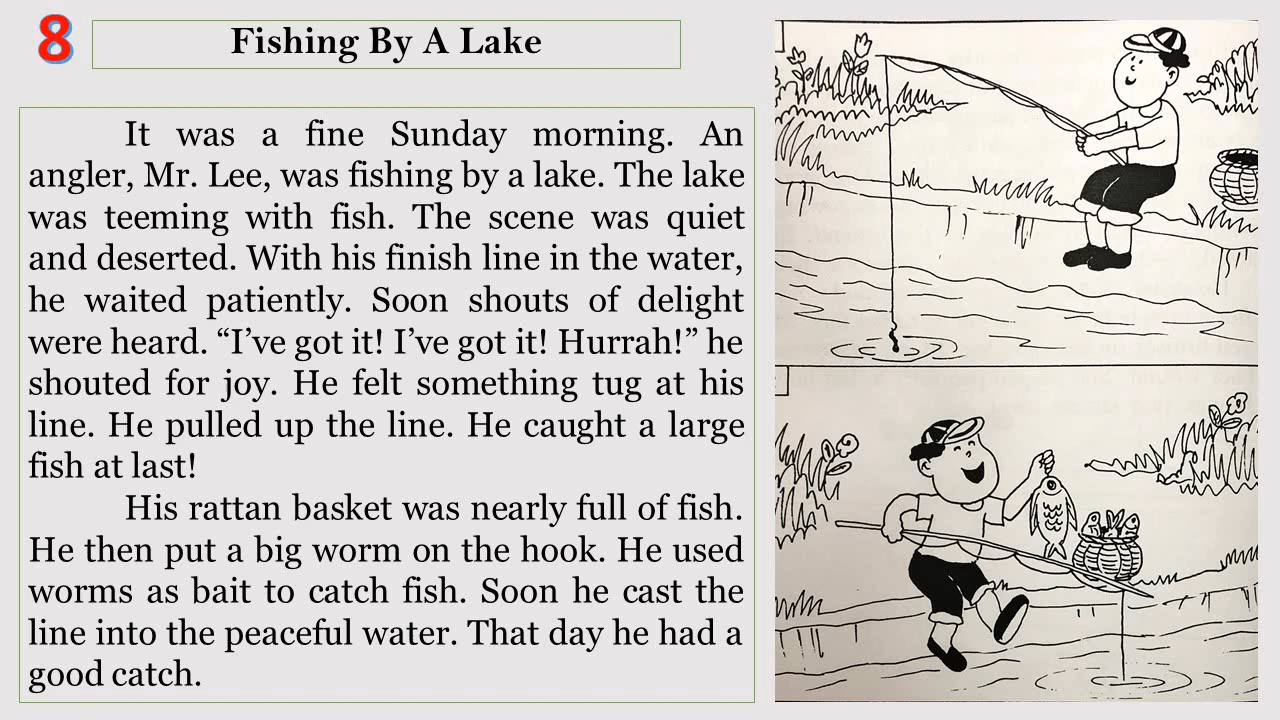 8
Fishing By A Lake
It was a fine Sunday morning. An
angler, Mr. Lee, was fishing by a lake. The lake
was teeming with fish. The scene was quiet
and deserted. With his finish line in the water,
he waited patiently. Soon shouts of delight
were heard. “I’ve got it! I’ve got it! Hurrah!” he
shouted for joy. He felt something tug at his
line. He pulled up the line. He caught a large
fish at last!
His rattan basket was nearly full of fish.
He then put a big worm on the hook. He used
worms as bait to catch fish. Soon he cast the
line into the peaceful water. That day he had a
good catch.